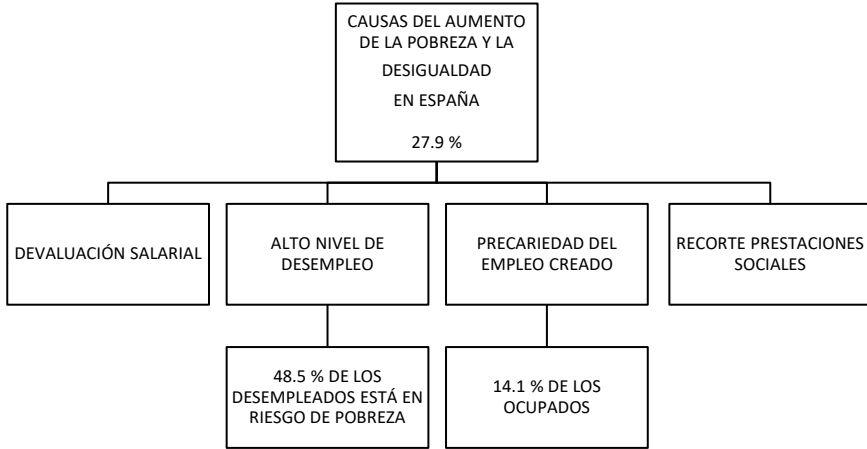 CAUSAS DEL AUMENTO
DE LA POBREZA Y LA
DESIGUALDAD
EN ESPAÑA
27.9 %
DEVALUACIÓN SALARIAL
ALTO NIVEL DE
DESEMPLEO
PRECARIEDAD DEL
EMPLEO CREADO
RECORTE PRESTACIONES
SOCIALES
48.5 % DE LOS
DESEMPLEADOS ESTÁ EN
RIESGO DE POBREZA
14.1 % DE LOS
OCUPADOS